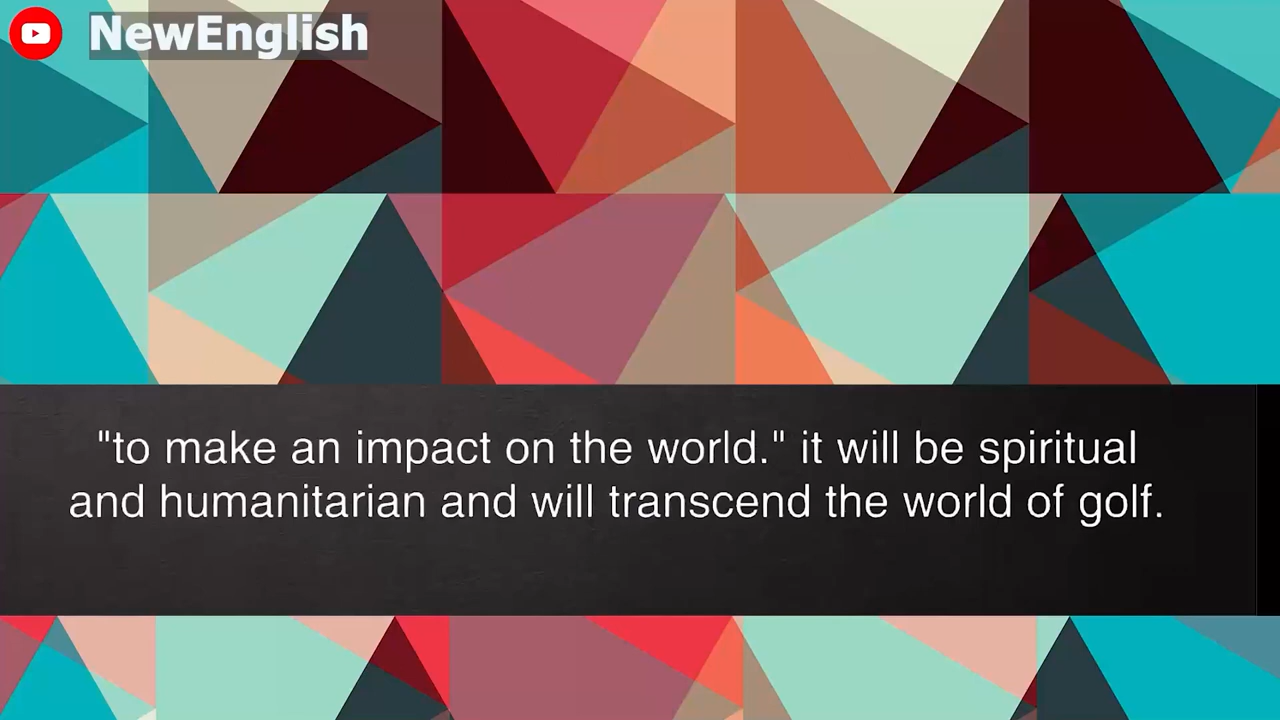 NewEnglish
"to make an impact on the world." it will be spiritual
and humanitarian and will transcend the world of golf.